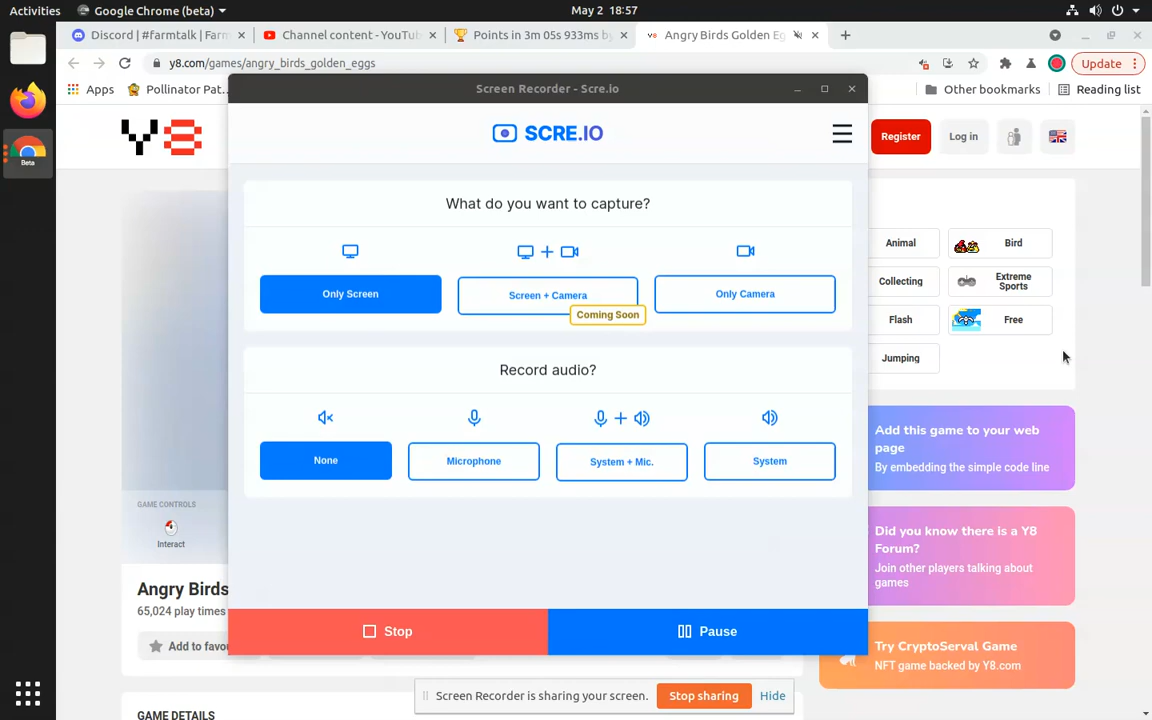 Activities
Google Chrome (beta)
May 2 18:57
Discord | #farmtalk | Farm
Channel content - YouTub
Points in 3m 05s 933ms by
Angry Birds Golden Eg
y8.com/games/angry_birds_golden_eggs
Update
Apps
Pollinator Pat...
Other bookmarks
Reading list
Screen Recorder - Scre.io
Y8
SCRE.IO
Register
Log in
What do you want to capture?
Only Screen
Screen + Camera
Only Camera
Coming Soon
Record audio?
None
Microphone
System + Mic.
System
Animal
Bird
Collecting
Extreme Sports
Flash
Free
Jumping
Add this game to your web
page
By embedding the simple code line
Did you know there is a Y8
Forum?
Join other players talking about
games
Try CryptoServal Game
NFT game backed by Y8.com
GAME CONTROLS
Interact
Angry Birds
65,024 play times
Add to favou
Stop
Pause
Screen Recorder is sharing your screen.
Stop sharing
Hide
GAME DETAILS
Beta